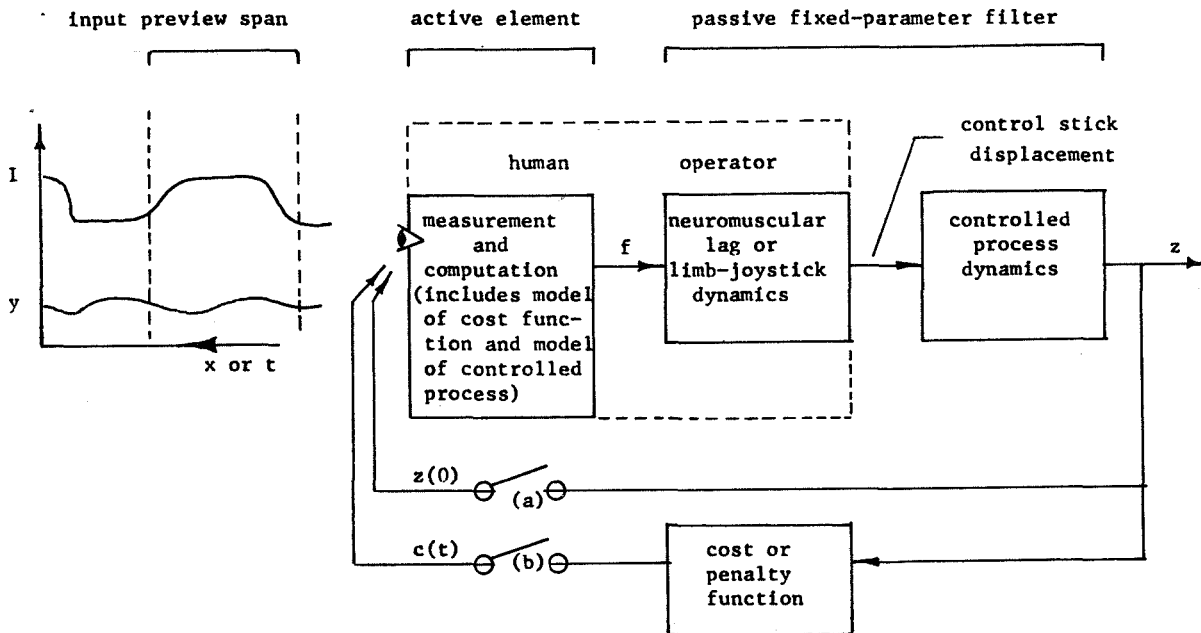 input preview span
active element
passive fixed-parameter filter
control stick
displacement
human
operator
I
y
x or t
measurement
and
computation
(includes model
of cost func-
tion and model
of controlled
process)
f
neuromuscular
lag or
limb-joystick
dynamics
controlled
process
dynamics
z
z(0)
(a)
c(t)
(b)
cost or
penalty
function